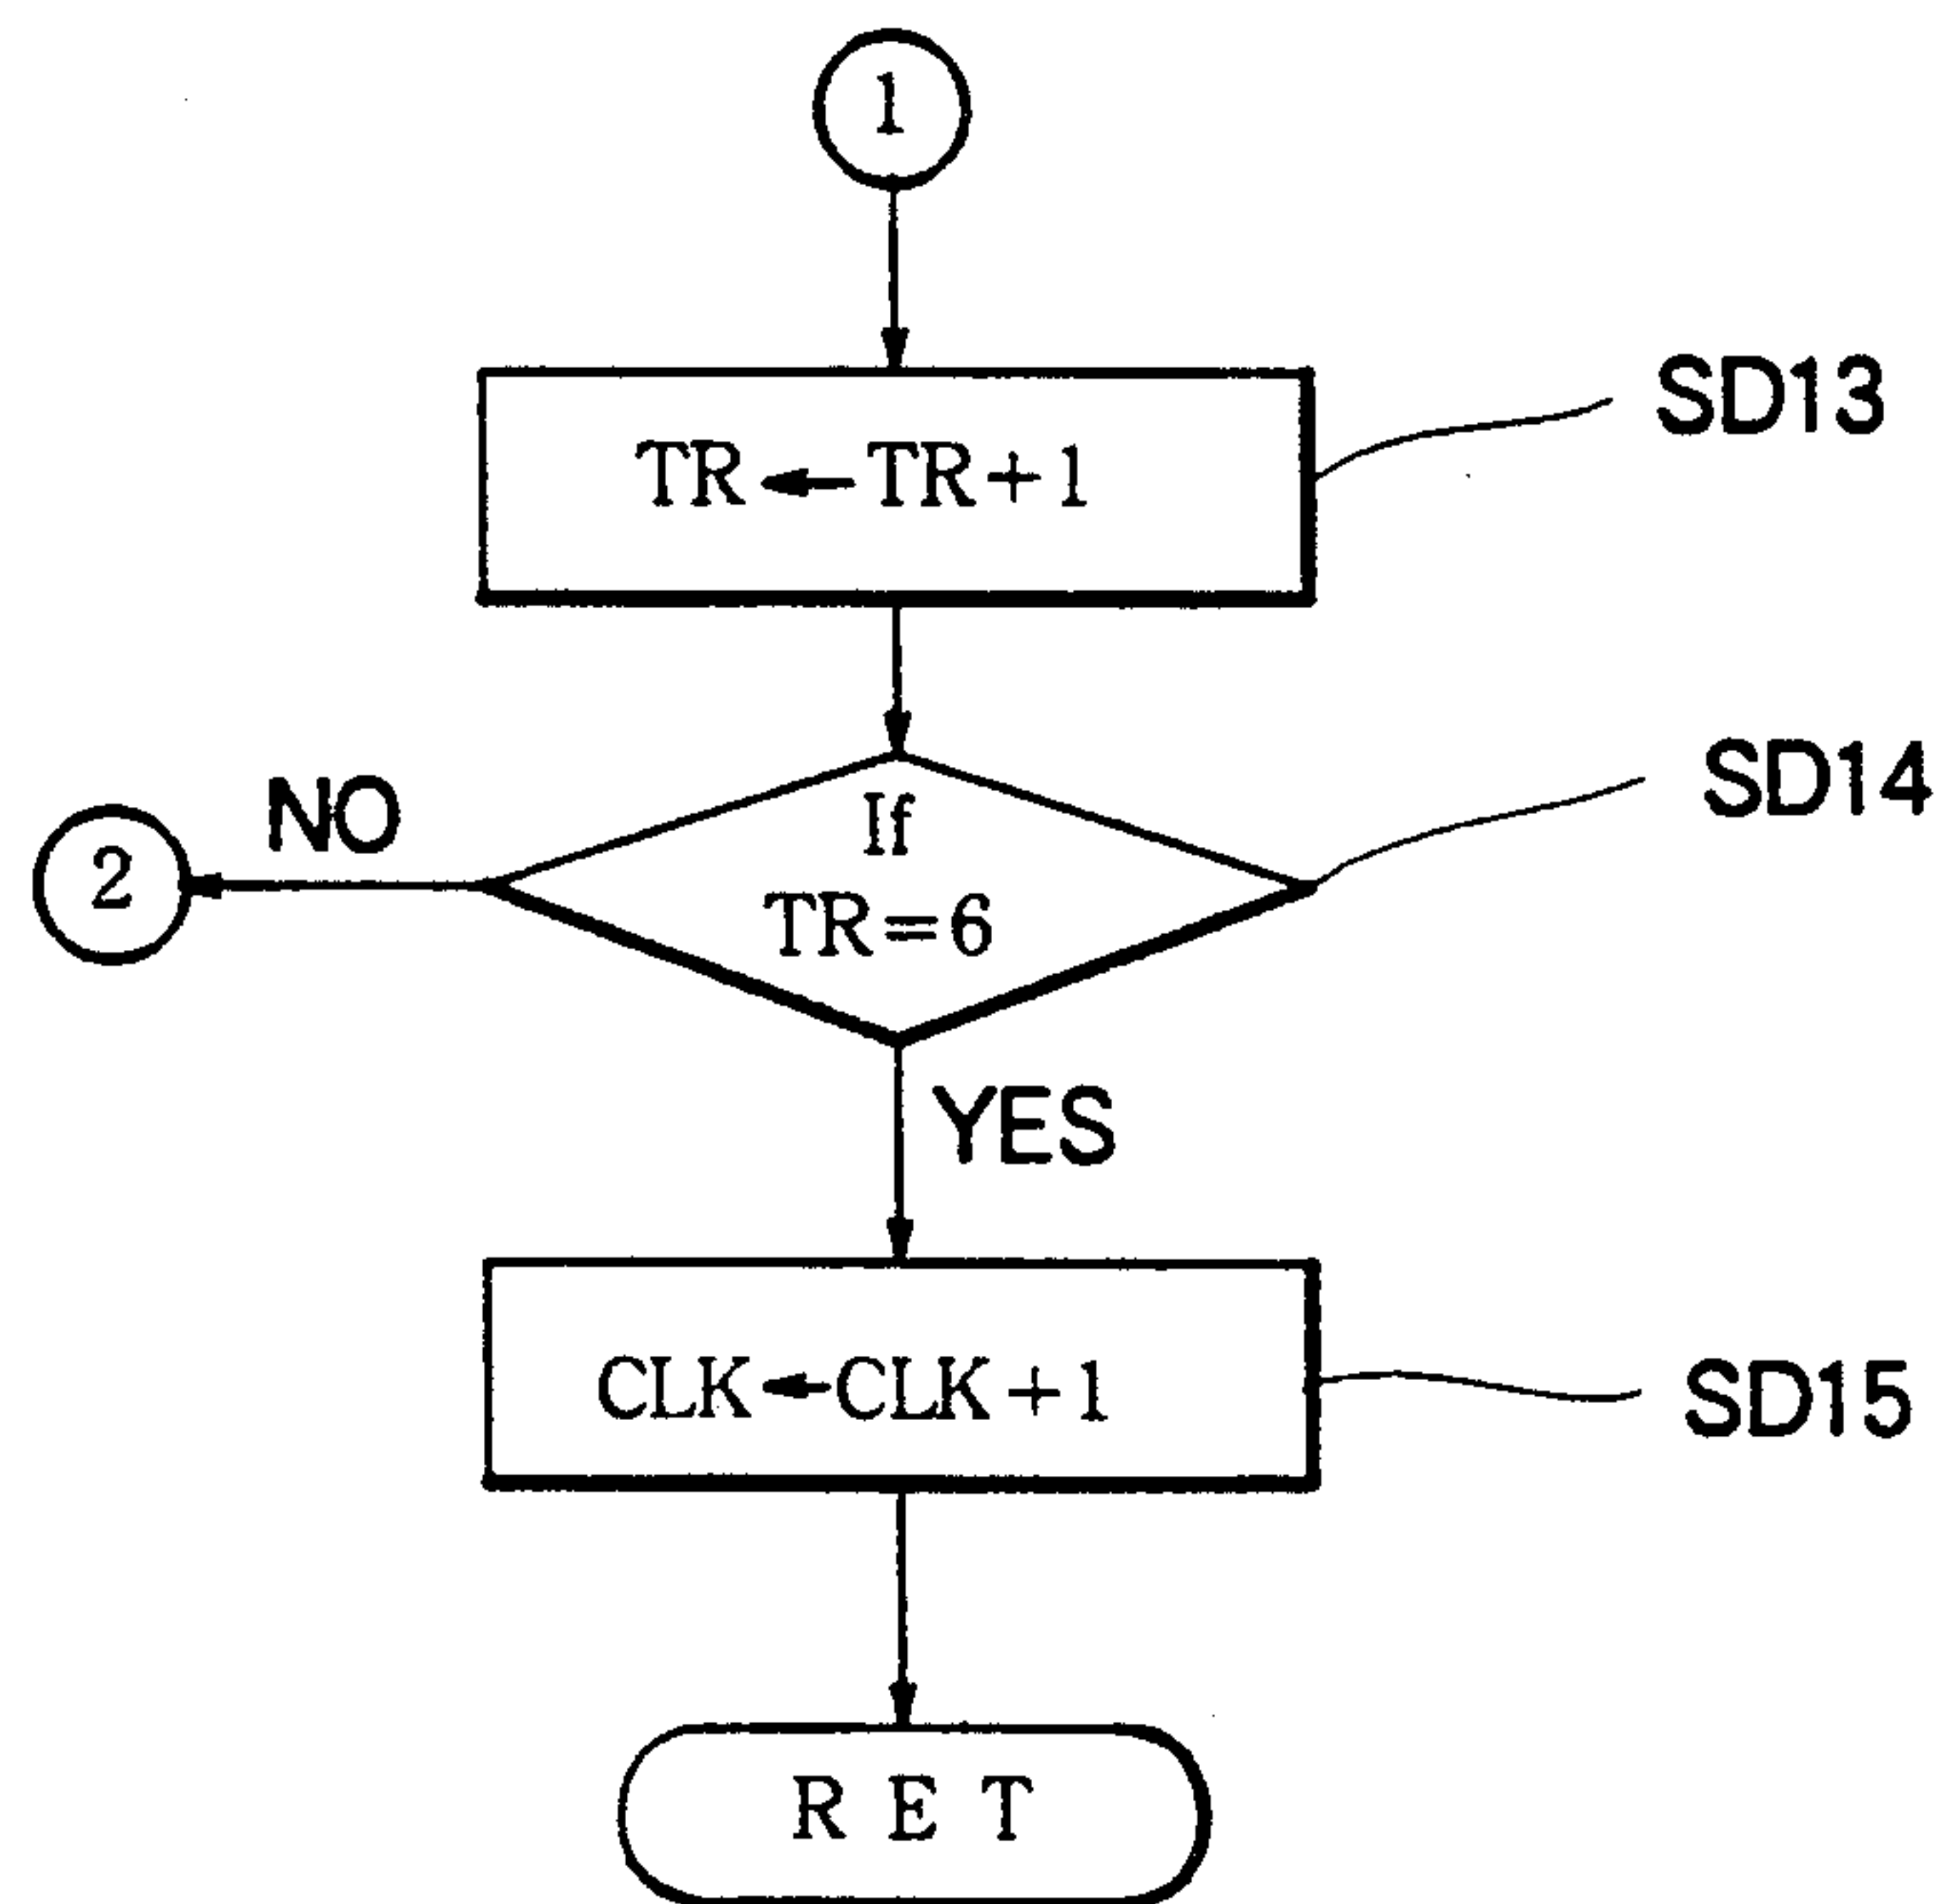 1
TR←TR+1
SD13
If
TR=6
SD14
NO
2
YES
CLK←CLK+1
SD15
RET